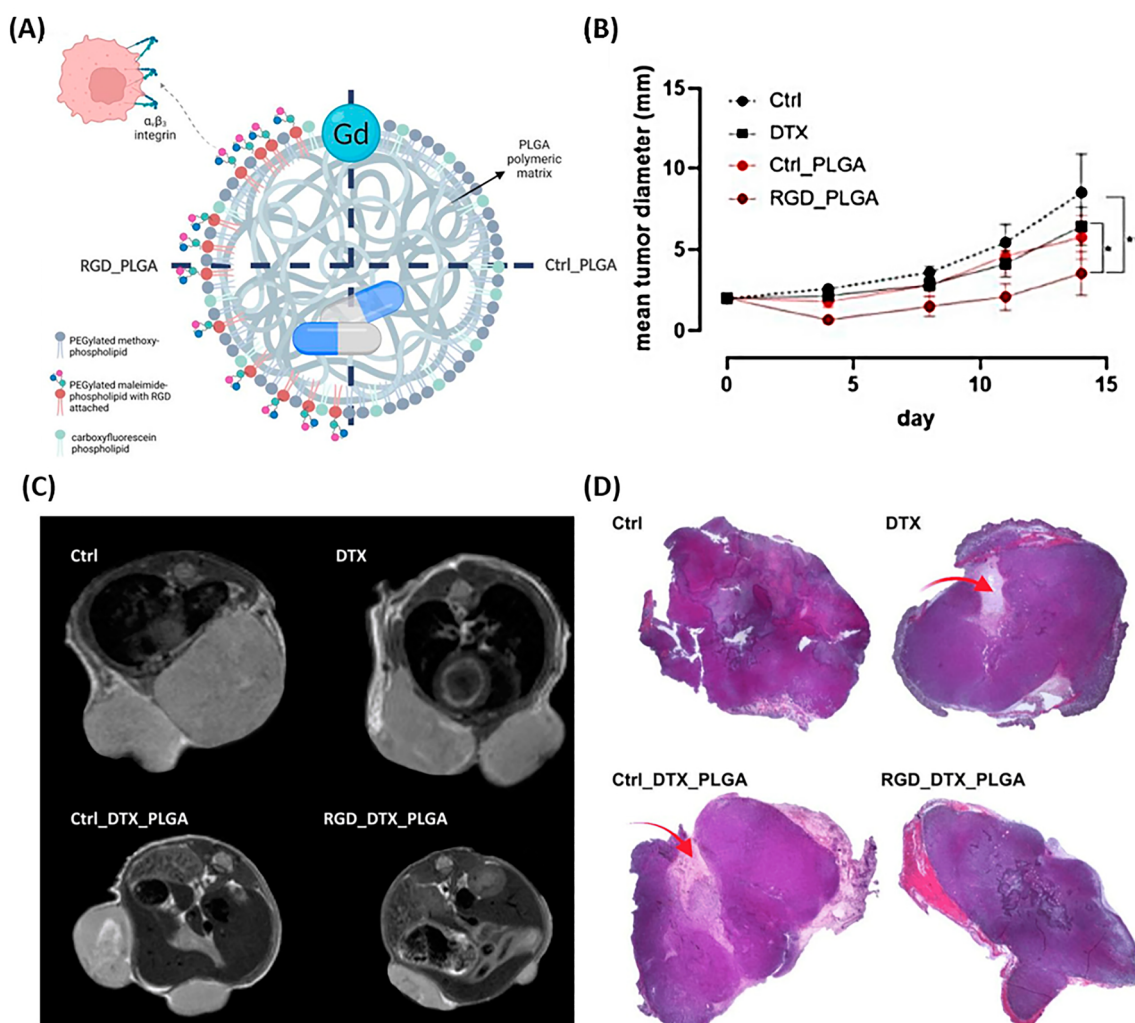 (A)
αvβ3
integrin
Gd
PLGA
polymeric
matrix
RGD_PLGA
Ctrl_PLGA
PEGylated methoxy-
phospholipid
PEGylated maleimide-
phospholipid with RGD
attached
carboxyfluorescein
phospholipid
(B)
mean tumor diameter (mm)
15
10
5
0
Ctrl
DTX
Ctrl_PLGA
RGD_PLGA
*
*
0
5
10
15
day
(C)
Ctrl
DTX
Ctrl_DTX_PLGA
RGD_DTX_PLGA
(D)
Ctrl
DTX
Ctrl_DTX_PLGA
RGD_DTX_PLGA